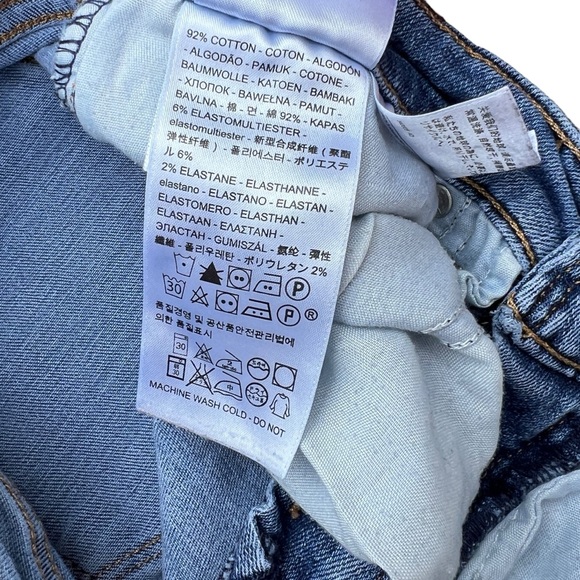 92% COTTON - COTON - ALGODÓN
- ALGODÃO - PAMUK - COTONE -
BAUMWOLLE - KATOEN - BAMBAKI
- ХЛОПОК - BAWEŁNA - PAMUT -
BAVLNA - 棉 - 면 - 綿 92% - KAPAS
6% ELASTOMULTIESTER -
elastomultiester - 新型合成纤维（聚酯
弹性纤维） - 폴리에스터 - ポリエステ
ル 6%
2% ELASTANE - ELASTHANNE -
elastano - ELASTANO - ELASTAN -
ELASTOMERO - ELASTAN -
ELASTAAN - ΕΛΑΣΤΑΝΗ -
ЭЛАСТАН - GUMISZÁL - 氨纶 - 彈性
纖維 - 폴리우레탄 - ポリウレタン 2%
P
30 P ®
품질경영 및 공산품안전관리법에
의한 품질표시
30
30 中
MACHINE WASH COLD - DO NOT